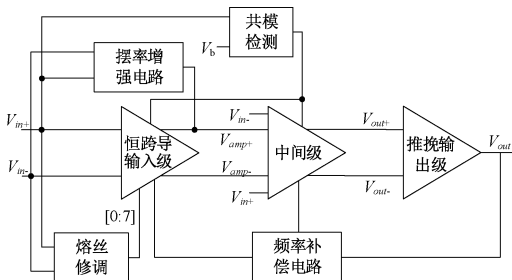 共模
检测
V_b
摆率增
强电路
V_in+
V_in-
恒跨导
输入级
V_in-
V_amp+
V_amp-
V_in+
中间级
V_out+
V_out-
推挽输
出级
V_out
[0:7]
熔丝
修调
频率补
偿电路